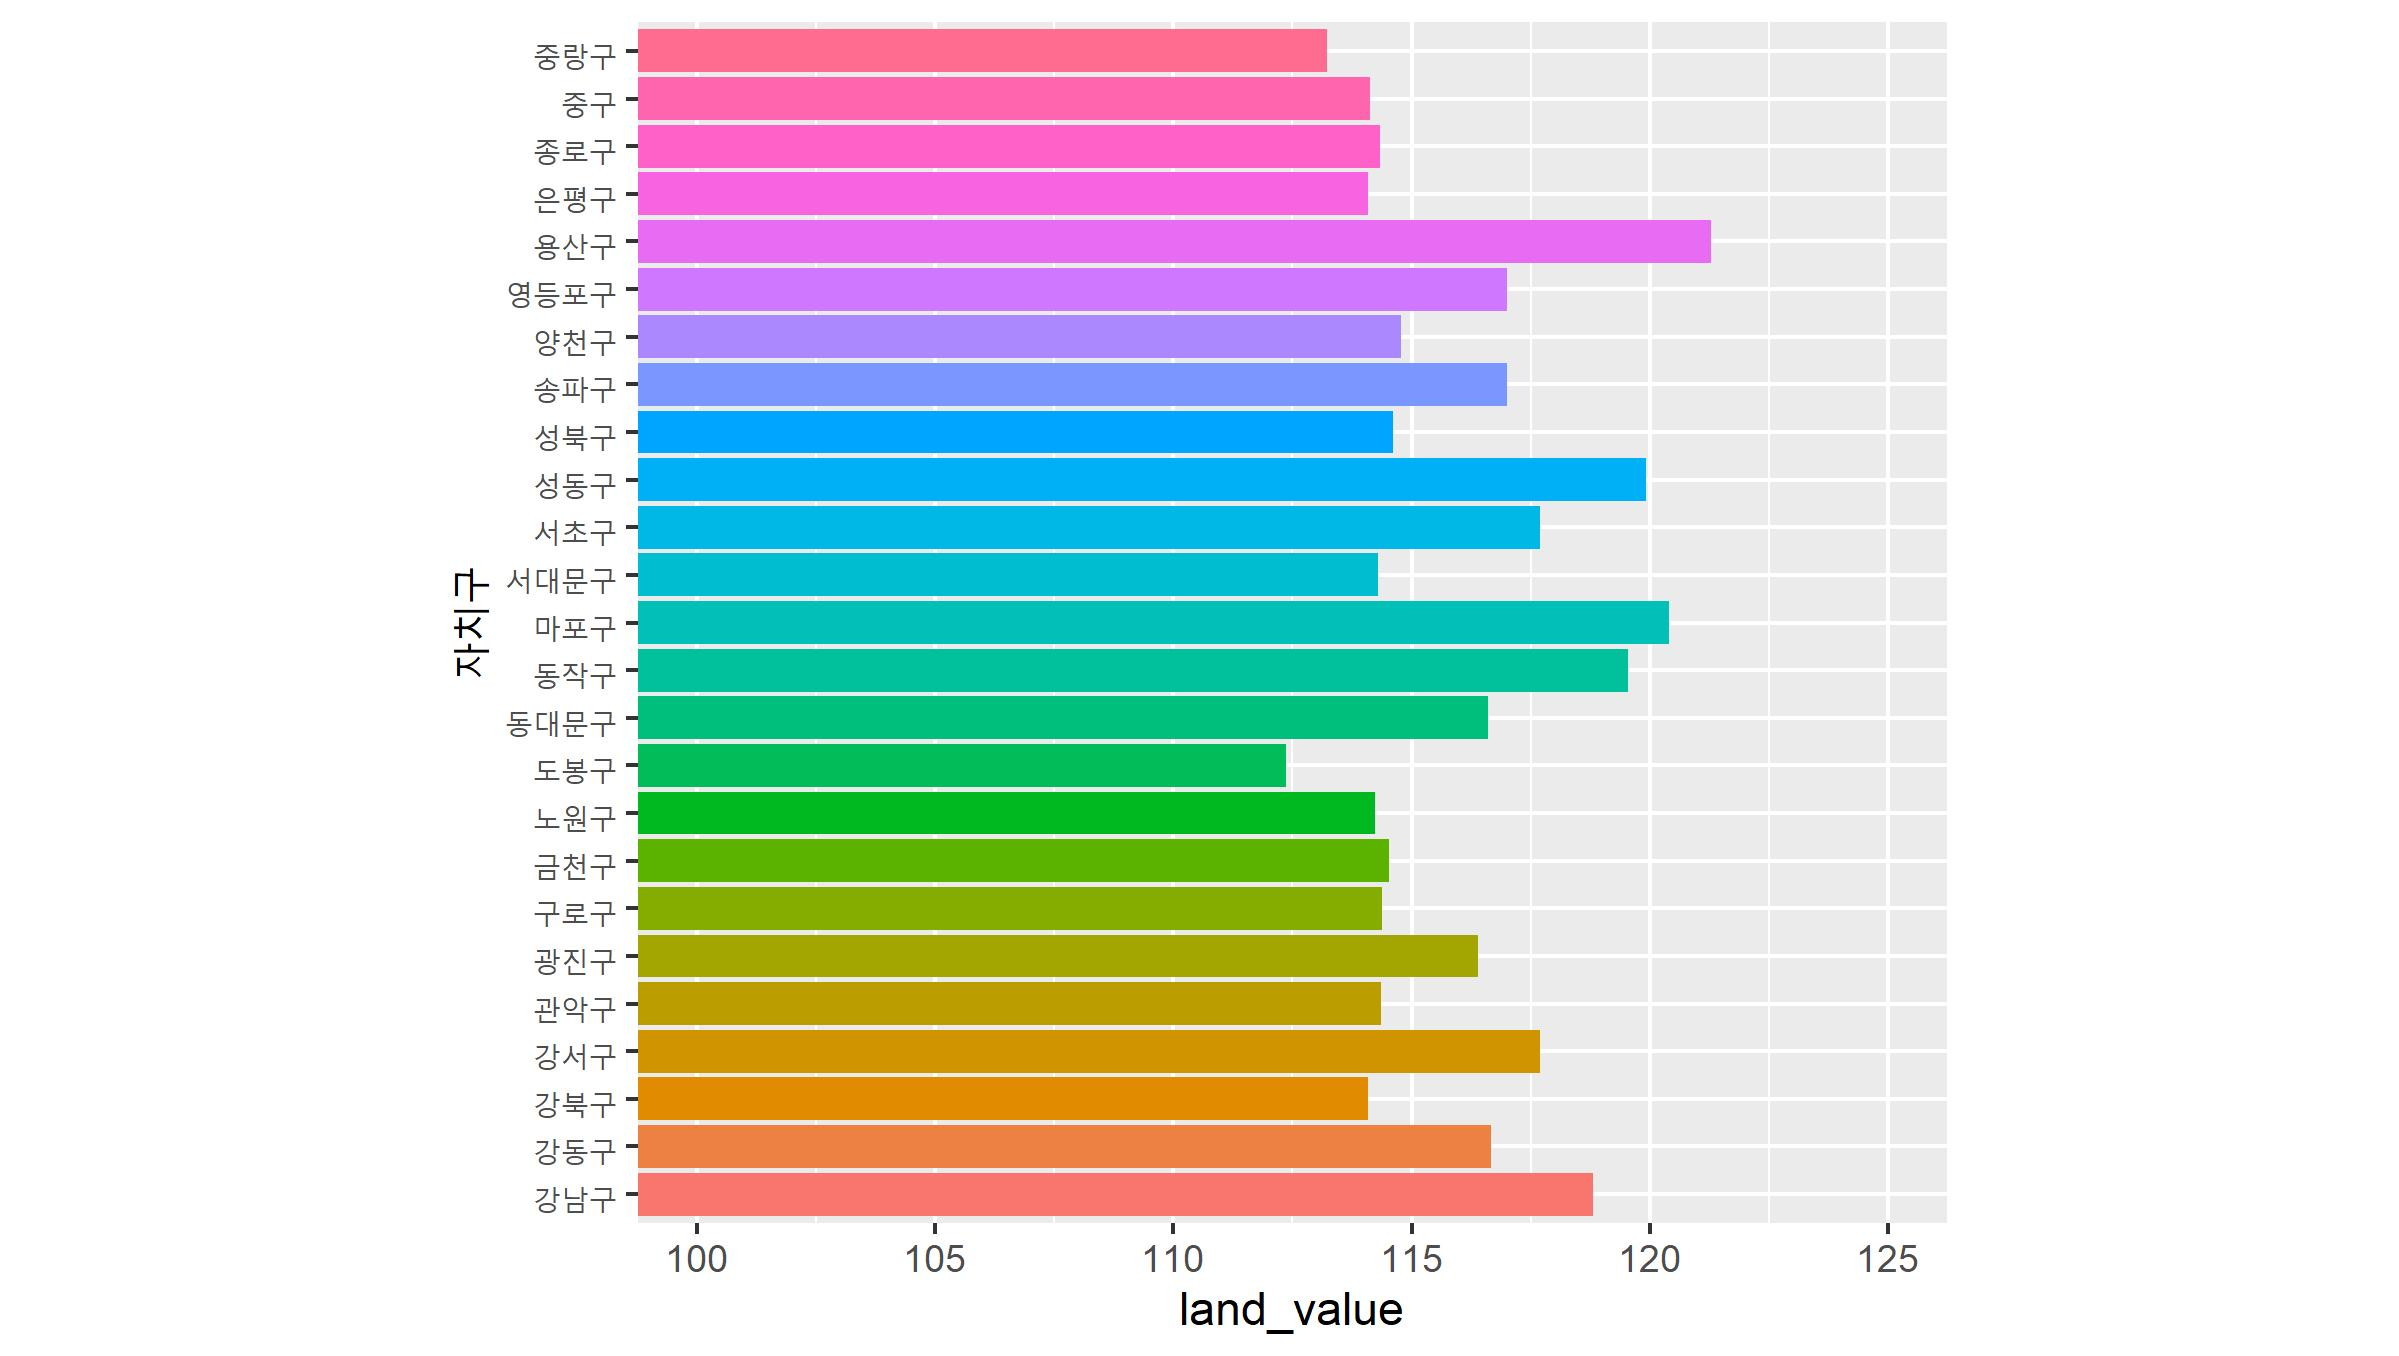 중랑구
중구
종로구
은평구
용산구
영등포구
양천구
송파구
성북구
성동구
서초구
서대문구
마포구
동작구
동대문구
도봉구
노원구
금천구
구로구
광진구
관악구
강서구
강북구
강동구
강남구
자치구
100 105 110 115 120 125
land_value